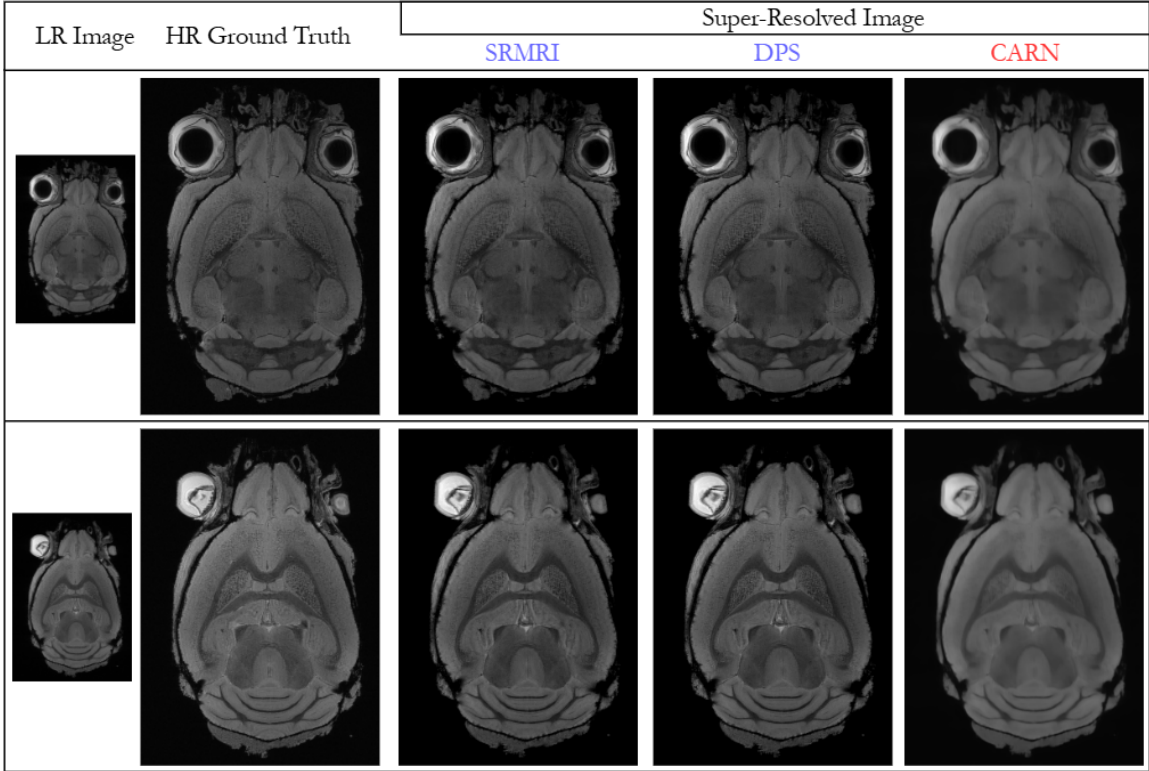 LR Image
HR Ground Truth
Super-Resolved Image
SRMRI
DPS
CARN